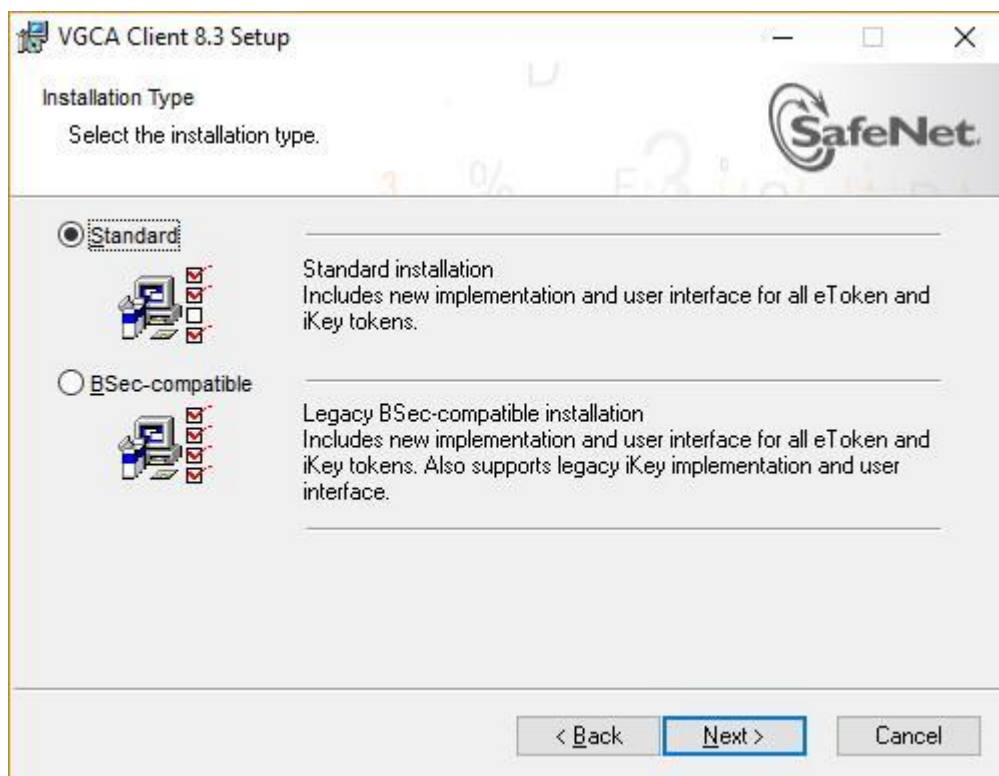 VGCA Client 8.3 Setup
Installation Type
Select the installation type.
SafeNet.
Standard
Standard installation
Includes new implementation and user interface for all eToken and
iKey tokens.
BSec-compatible
Legacy BSec-compatible installation
Includes new implementation and user interface for all eToken and
iKey tokens. Also supports legacy iKey implementation and user
interface.
< Back
Next >
Cancel